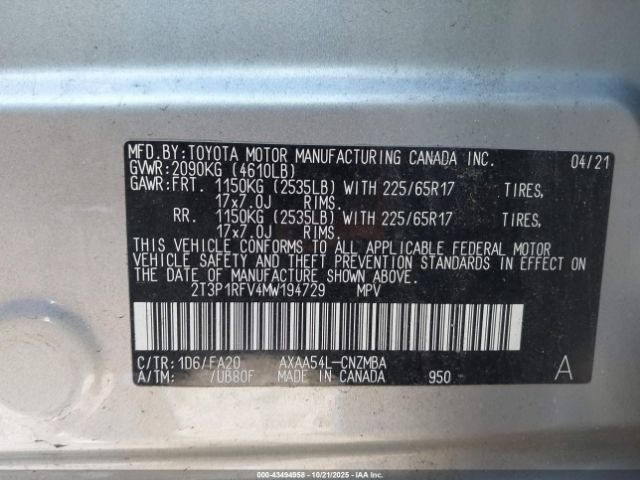 MFD.BY:TOYOTA MOTOR MANUFACTURING CANADA INC. 04/21
GVWR:2090KG (4610LB)
GAWR:FRT. 1150KG (2535LB) WITH 225/65R17 TIRES,
17x7.0J RIMS.
RR. 1150KG (2535LB) WITH 225/65R17 TIRES,
17x7.0J RIMS.
THIS VEHICLE CONFORMS TO ALL APPLICABLE FEDERAL MOTOR
VEHICLE SAFETY AND THEFT PREVENTION STANDARDS IN EFFECT ON THE
DATE OF MANUFACTURE SHOWN ABOVE.
2T3P1RFV4MW194729 MPV
C/TR: 1D6/FA20 AXAA54L-CNZMBA A
A/TM: /UB80F MADE IN CANADA 950
000-43494958 - 10/21/2025 - IAAI.COM